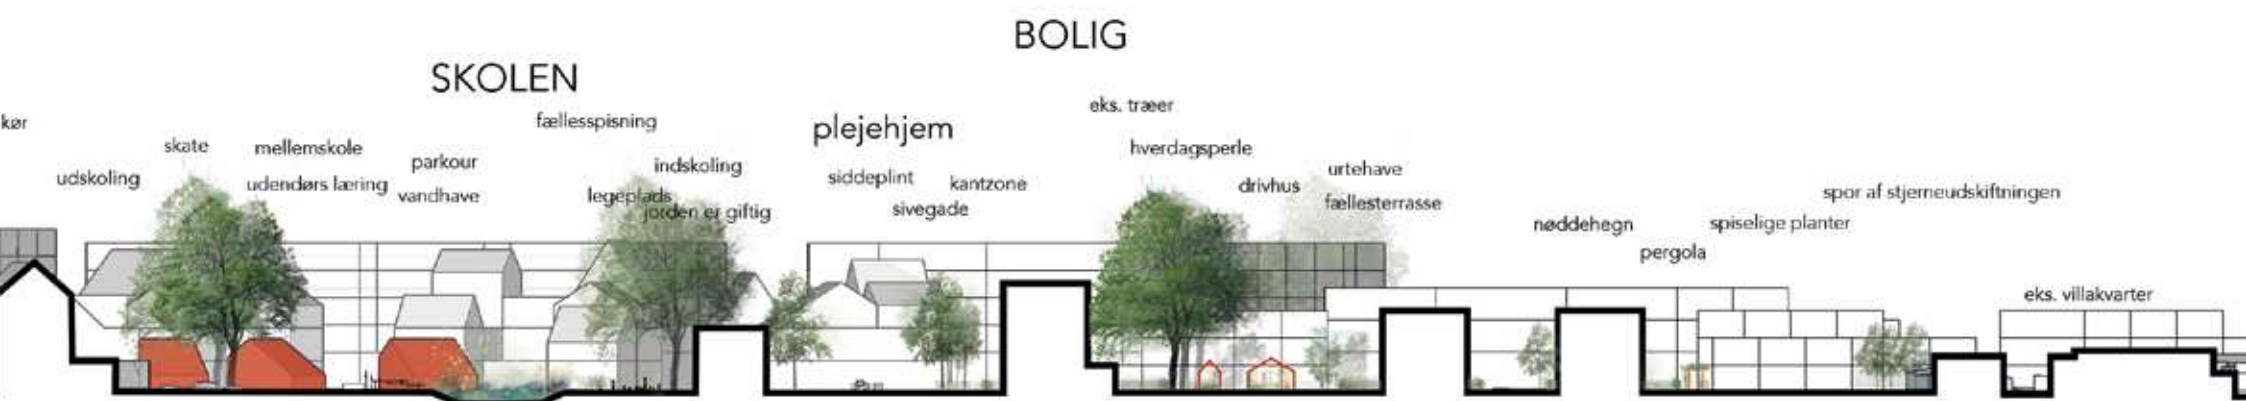 BOLIG
SKOLEN
eks. træer
kør
fællesspisning
plejehjem
skate
mellemskole
parkour
indskoling
hverdagsperle
udskoling
udendørs læring
vandhave
legeplads
jorden er giftig
siddeplint
kantzone
sivegade
drivhus
urtehave
fællesterrasse
nøddehegn
pergola
spiselige planter
spor af stjerneudskiftningen
eks. villakvarter